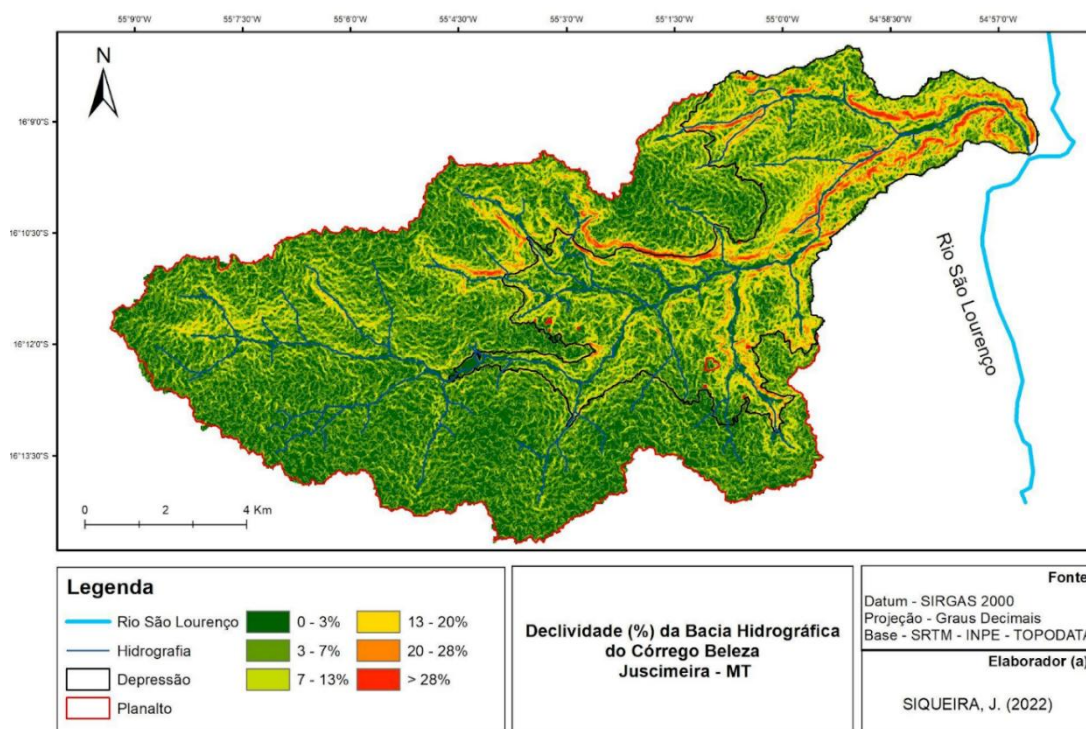 55°9'0"W 55°7'30"W 55°6'0"W 55°4'30"W 55°3'0"W 55°1'30"W 55°0'0"W 54°58'30"W 54°57'0"W
N
16°9'0"S
16°10'30"S
16°12'0"S
16°13'30"S
Rio São Lourenço
0 2 4 Km
Legenda
Rio São Lourenço
Hidrografia
Depressão
Planalto
0 - 3%
3 - 7%
7 - 13%
13 - 20%
20 - 28%
> 28%
Declividade (%) da Bacia Hidrográfica
do Córrego Beleza
Juscimeira - MT
Fonte
Datum - SIRGAS 2000
Projeção - Graus Decimais
Base - SRTM - INPE - TOPODATA
Elaborador (a)
SIQUEIRA, J. (2022)